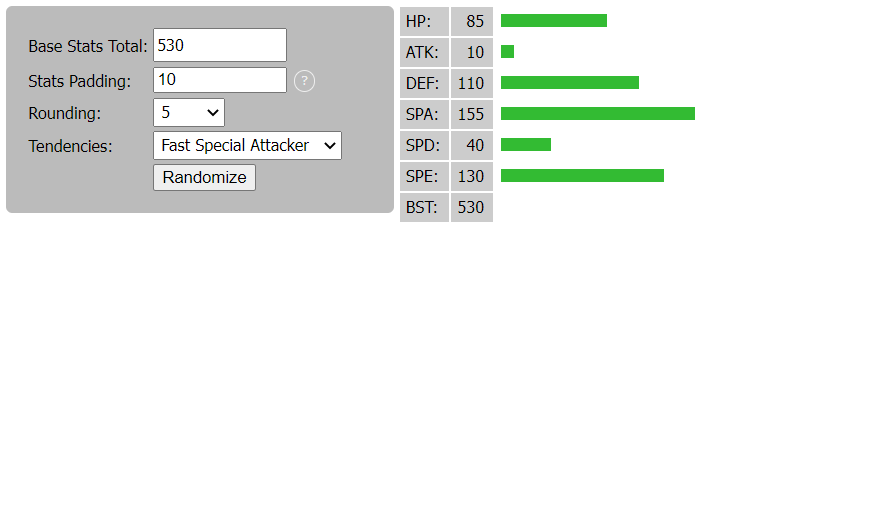 Base Stats Total: 530
Stats Padding: 10 ?
Rounding: 5
Tendencies: Fast Special Attacker
Randomize
HP: 85
ATK: 10
DEF: 110
SPA: 155
SPD: 40
SPE: 130
BST: 530